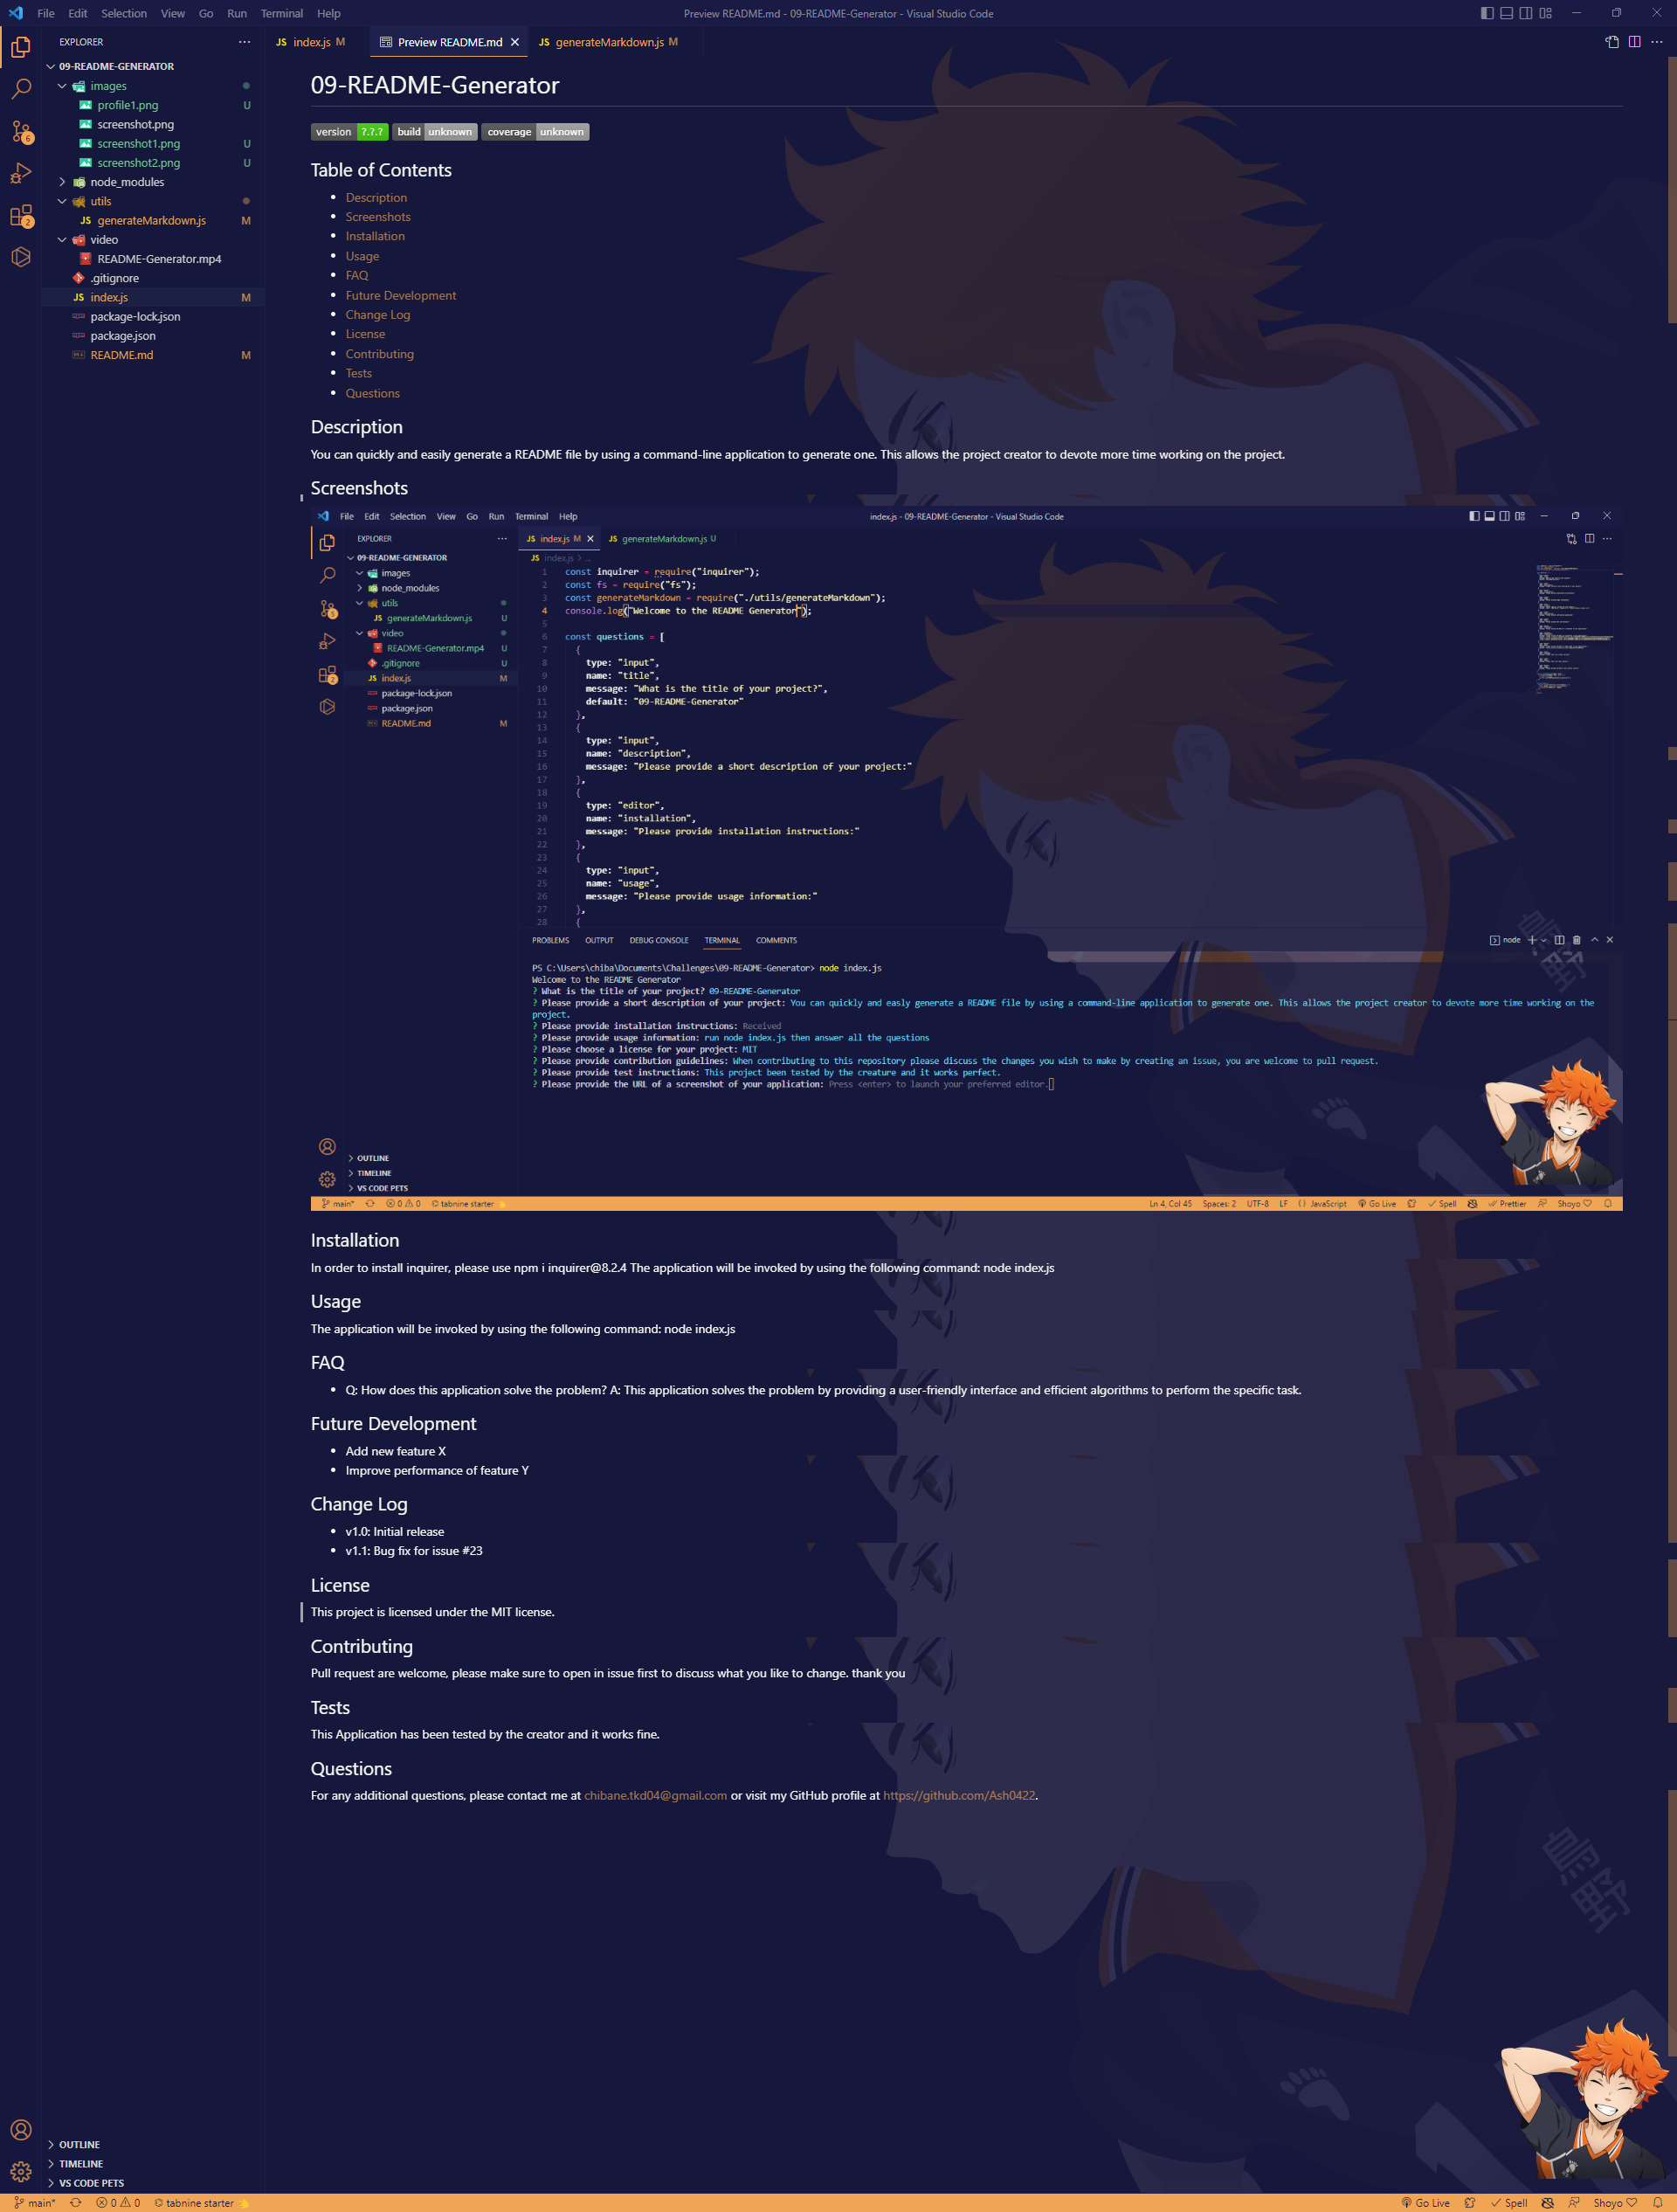 File Edit Selection View Go Run Terminal Help
Preview README.md - 09-README-Generator - Visual Studio Code
EXPLORER
09-README-GENERATOR
images
profile1.png U
screenshot.png
screenshot1.png U
screenshot2.png U
node_modules
utils
JS generateMarkdown.js M
video
README-Generator.mp4
.gitignore
JS index.js M
package-lock.json
package.json
README.md M
6
2
OUTLINE
TIMELINE
VS CODE PETS
JS index.js M
Preview README.md
JS generateMarkdown.js M
09-README-Generator
version ?.?.? build unknown coverage unknown
Table of Contents
Description
Screenshots
Installation
Usage
FAQ
Future Development
Change Log
License
Contributing
Tests
Questions
Description
You can quickly and easily generate a README file by using a command-line application to generate one. This allows the project creator to devote more time working on the project.
Screenshots
File Edit Selection View Go Run Terminal Help
index.js - 09-README-Generator - Visual Studio Code
EXPLORER
09-README-GENERATOR
images
node_modules
utils
JS generateMarkdown.js U
video
README-Generator.mp4 U
.gitignore U
JS index.js M
package-lock.json
package.json
README.md M
OUTLINE
TIMELINE
VS CODE PETS
JS index.js M
JS generateMarkdown.js U
JS index.js > ...
1 const inquirer = require("inquirer");
2 const fs = require("fs");
3 const generateMarkdown = require("./utils/generateMarkdown");
4 console.log("Welcome to the README Generator");
5
6 const questions = [
7 {
8 type: "input",
9 name: "title",
10 message: "What is the title of your project?",
11 default: "09-README-Generator"
12 },
13 {
14 type: "input",
15 name: "description",
16 message: "Please provide a short description of your project:"
17 },
18 {
19 type: "editor",
20 name: "installation",
21 message: "Please provide installation instructions:"
22 },
23 {
24 type: "input",
25 name: "usage",
26 message: "Please provide usage information:"
27 },
28 {
PROBLEMS OUTPUT DEBUG CONSOLE TERMINAL COMMENTS
node
PS C:\Users\chiba\Documents\Challenges\09-README-Generator> node index.js
Welcome to the README Generator
? What is the title of your project? 09-README-Generator
? Please provide a short description of your project: You can quickly and easly generate a README file by using a command-line application to generate one. This allows the project creator to devote more time working on the
project.
? Please provide installation instructions: Received
? Please provide usage information: run node index.js then answer all the questions
? Please choose a license for your project: MIT
? Please provide contribution guidelines: When contributing to this repository please discuss the changes you wish to make by creating an issue, you are welcome to pull request.
? Please provide test instructions: This project been tested by the creature and it works perfect.
? Please provide the URL of a screenshot of your application: Press <enter> to launch your preferred editor.
main* 0 0 tabnine starter
Ln 4, Col 45 Spaces: 2 UTF-8 LF JavaScript Go Live Spell Prettier Shoyo
烏野
Installation
In order to install inquirer, please use npm i inquirer@8.2.4 The application will be invoked by using the following command: node index.js
Usage
The application will be invoked by using the following command: node index.js
FAQ
Q: How does this application solve the problem? A: This application solves the problem by providing a user-friendly interface and efficient algorithms to perform the specific task.
Future Development
Add new feature X
Improve performance of feature Y
Change Log
v1.0: Initial release
v1.1: Bug fix for issue #23
License
This project is licensed under the MIT license.
Contributing
Pull request are welcome, please make sure to open in issue first to discuss what you like to change. thank you
Tests
This Application has been tested by the creator and it works fine.
Questions
For any additional questions, please contact me at chibane.tkd04@gmail.com or visit my GitHub profile at https://github.com/Ash0422.
烏野
main* 0 0 tabnine starter
Go Live Spell Shoyo